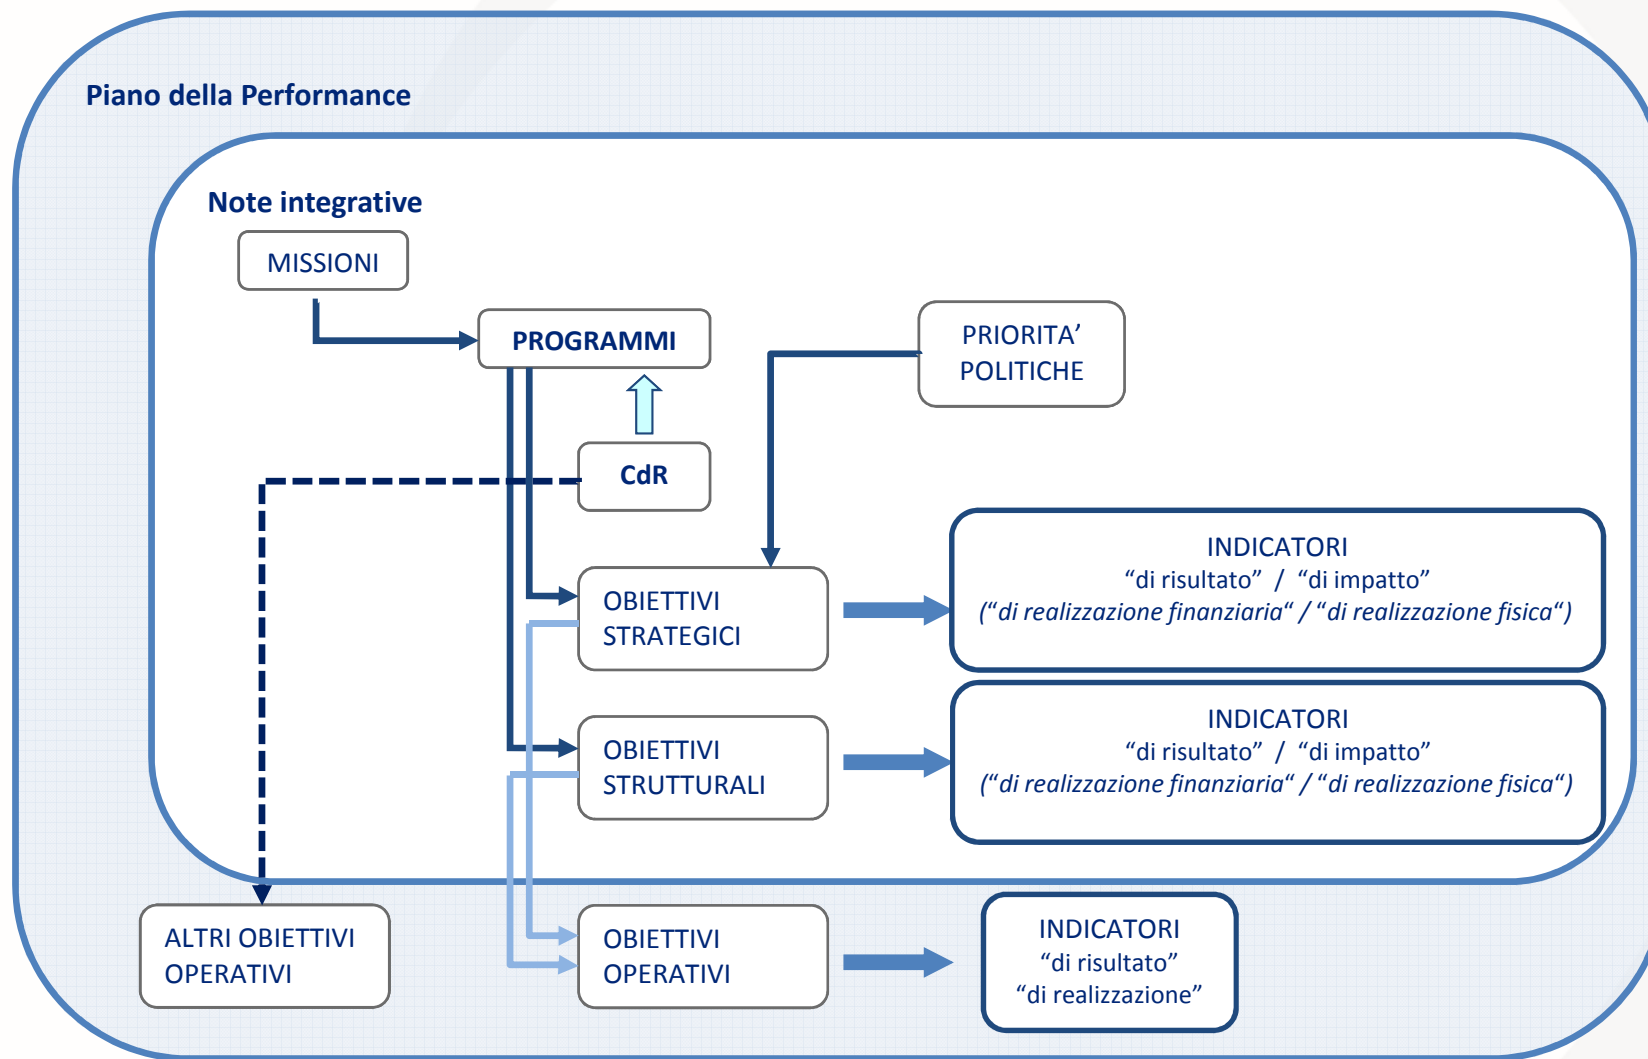 Piano della Performance
Note integrative
MISSIONI
PROGRAMMI
PRIORITA’
POLITICHE
CdR
OBIETTIVI
STRATEGICI
INDICATORI
“di risultato” / “di impatto”
(“di realizzazione finanziaria“ / “di realizzazione fisica“)
OBIETTIVI
STRUTTURALI
INDICATORI
“di risultato” / “di impatto”
(“di realizzazione finanziaria“ / “di realizzazione fisica“)
ALTRI OBIETTIVI
OPERATIVI
OBIETTIVI
OPERATIVI
INDICATORI
“di risultato”
“di realizzazione”